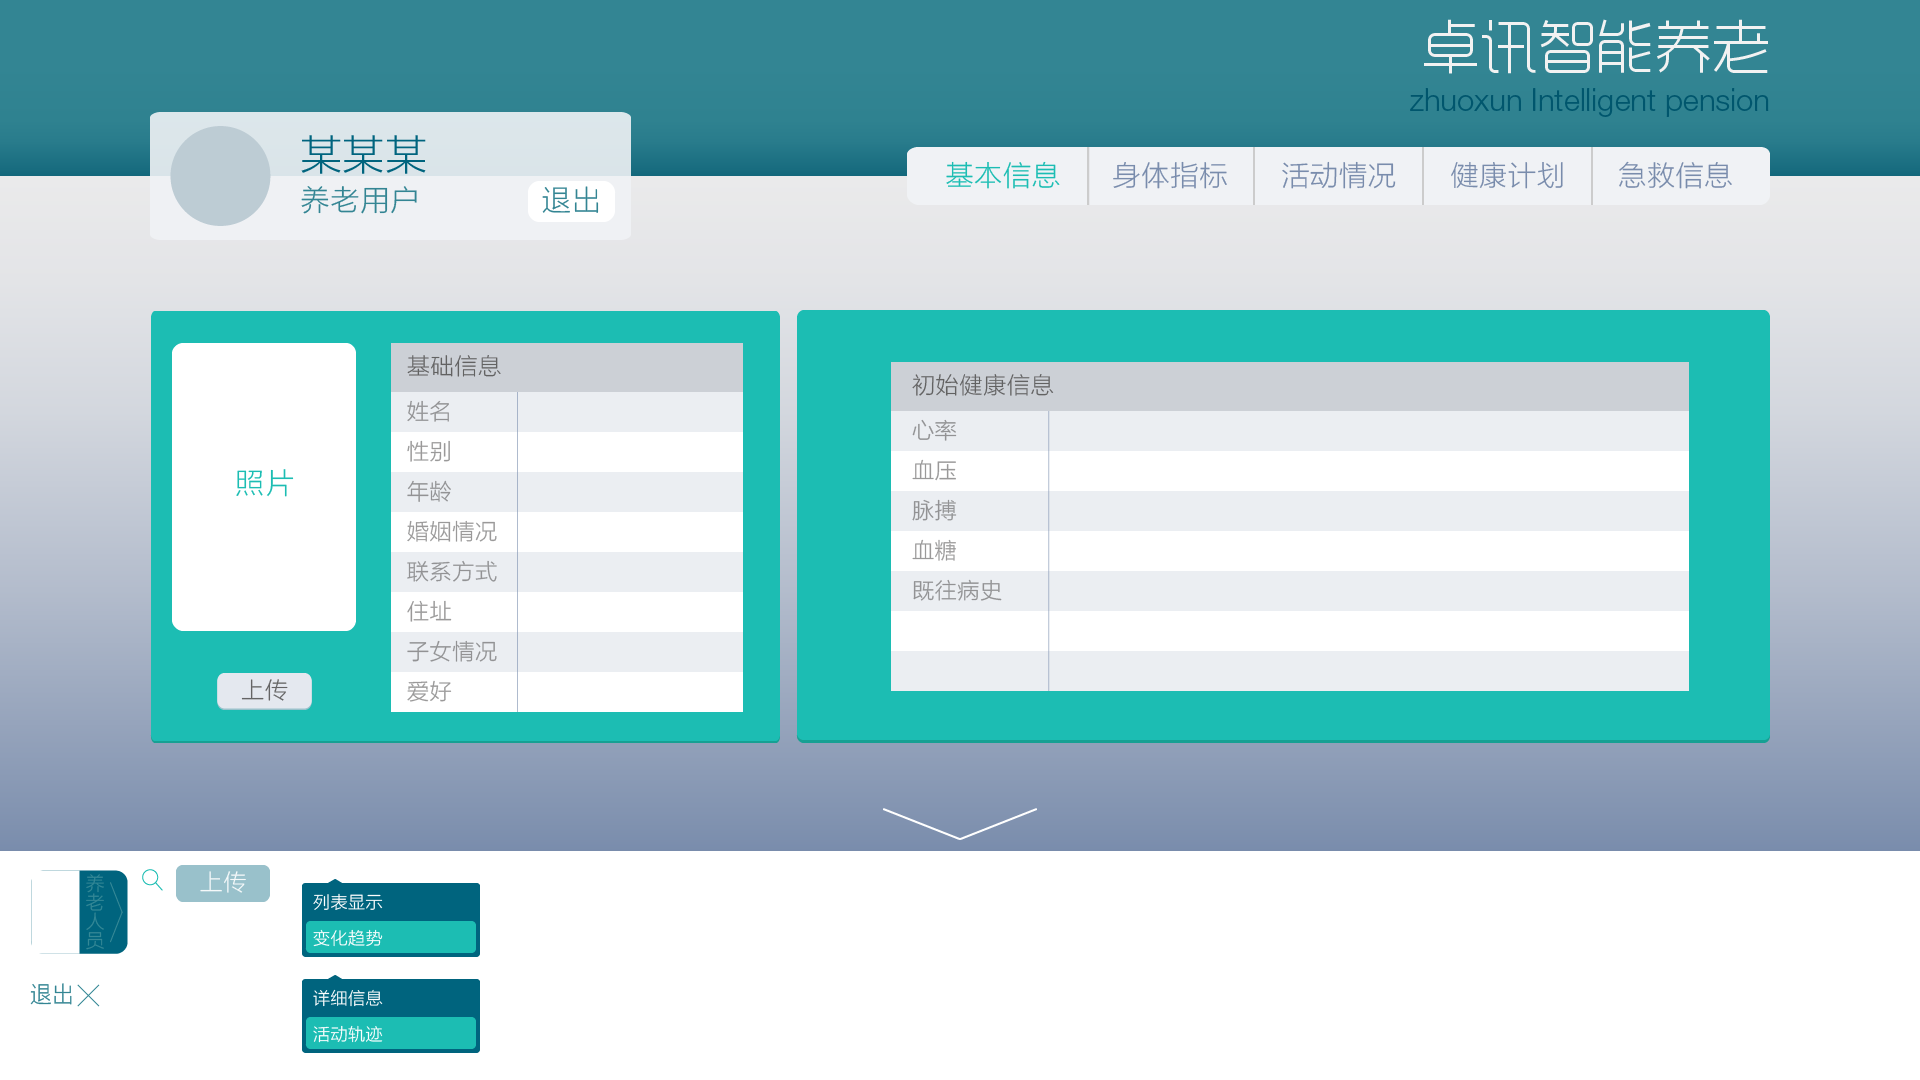 卓讯智能养老
zhuoxun Intelligent pension
某某某
养老用户
退出
基本信息
身体指标
活动情况
健康计划
急救信息
照片
上传
基础信息
姓名
性别
年龄
婚姻情况
联系方式
住址
子女情况
爱好
初始健康信息
心率
血压
脉搏
血糖
既往病史
养老人员
上传
退出
列表显示
变化趋势
详细信息
活动轨迹